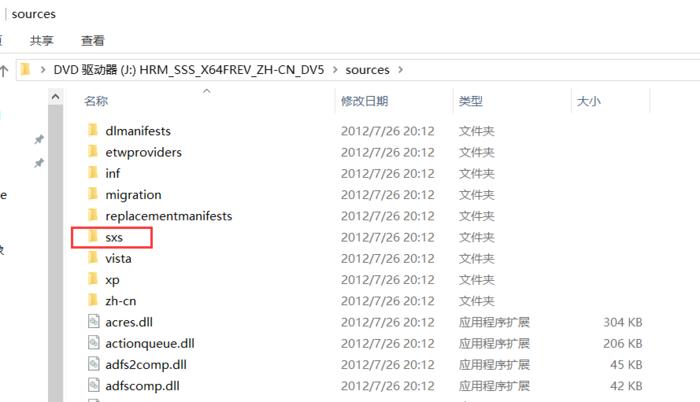 sources
共享 查看
DVD 驱动器 (J:) HRM_SSS_X64FREV_ZH-CN_DV5 > sources >
名称 修改日期 类型 大小
dlmanifests 2012/7/26 20:12 文件夹
etwproviders 2012/7/26 20:12 文件夹
inf 2012/7/26 20:12 文件夹
migration 2012/7/26 20:12 文件夹
replacementmanifests 2012/7/26 20:12 文件夹
sxs 2012/7/26 20:12 文件夹
vista 2012/7/26 20:12 文件夹
xp 2012/7/26 20:12 文件夹
zh-cn 2012/7/26 20:12 文件夹
acres.dll 2012/7/26 20:12 应用程序扩展 304 KB
actionqueue.dll 2012/7/26 20:12 应用程序扩展 206 KB
adfs2comp.dll 2012/7/26 20:12 应用程序扩展 45 KB
adfscomp.dll 2012/7/26 20:12 应用程序扩展 42 KB